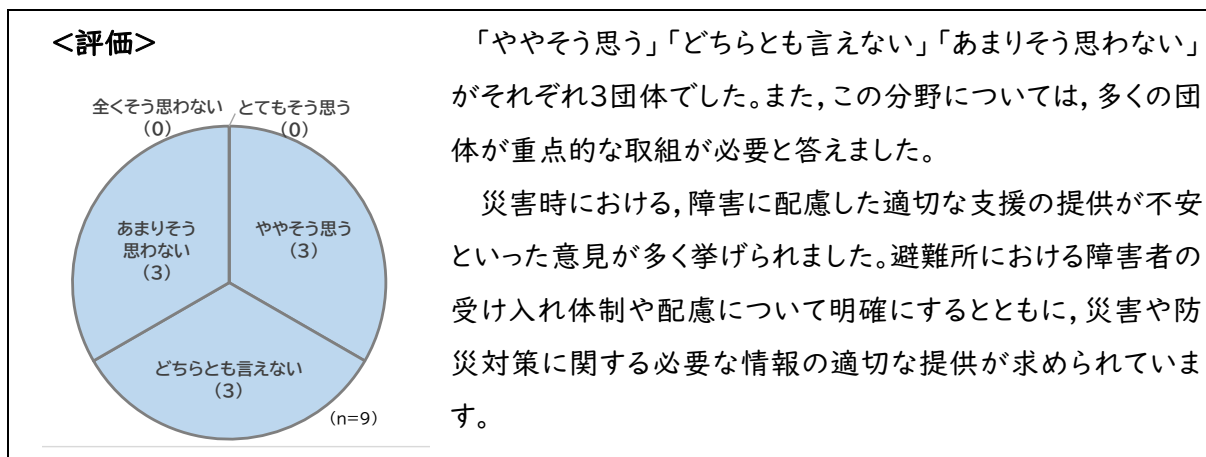 <評価>
全くそう思わない
(0)
とてもそう思う
(0)
あまりそう
思わない
(3)
ややそう思う
(3)
どちらとも言えない
(3)
(n=9)
「ややそう思う」「どちらとも言えない」「あまりそう思わない」
がそれぞれ3団体でした。また,この分野については,多くの団
体が重点的な取組が必要と答えました。
災害時における,障害に配慮した適切な支援の提供が不安
といった意見が多く挙げられました。避難所における障害者の
受け入れ体制や配慮について明確にするとともに,災害や防
災対策に関する必要な情報の適切な提供が求められていま
す。